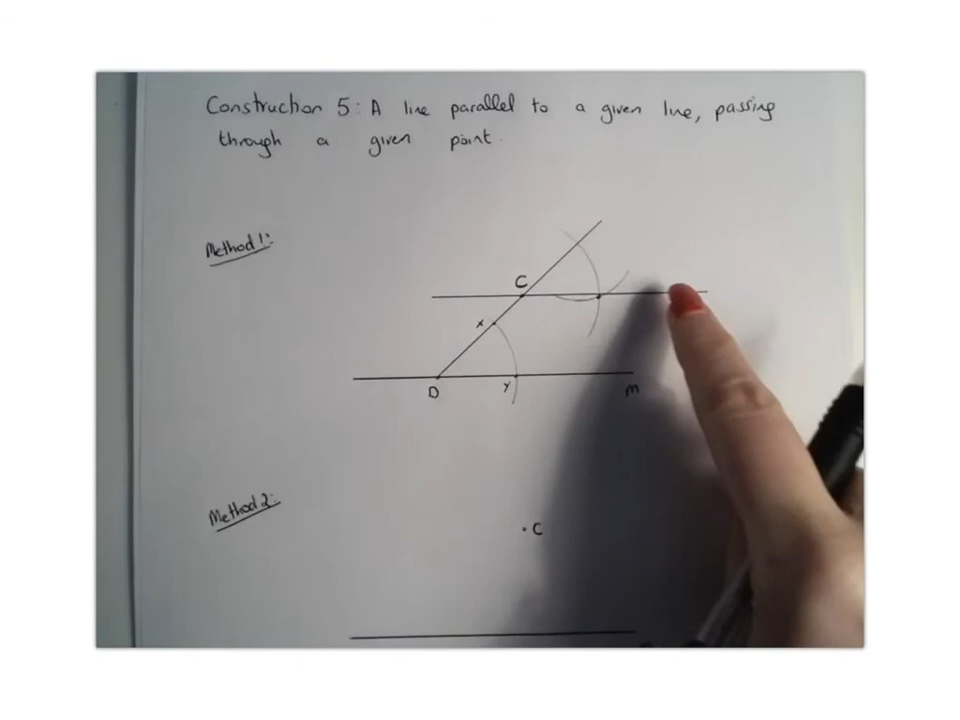 Construction 5: A line parallel to a given line, passing
through a given point.
Method 1:
C
x
D
y
m
Method 2:
C